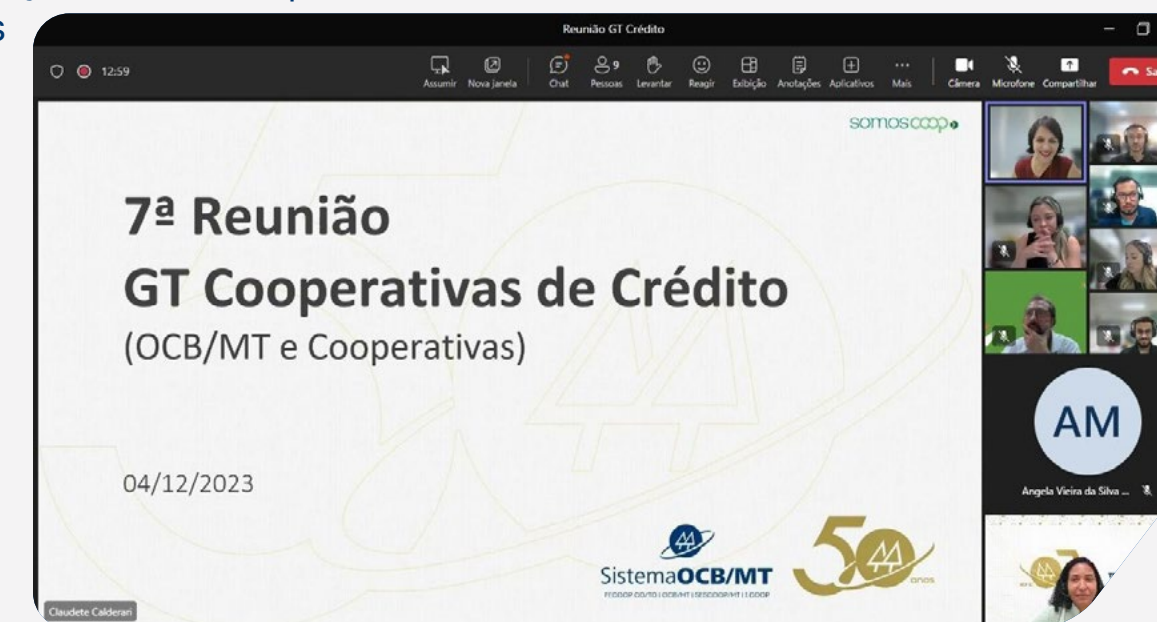 s
Reunião GT Crédito
12:59
Assumir Nova janela Chat 9 Pessoas Levantar Reagir Exibição Anotações Aplicativos Mais Câmera Microfone Compartilhar Sa
somoscoop
7ª Reunião
GT Cooperativas de Crédito
(OCB/MT e Cooperativas)
04/12/2023
SistemaOCB/MT
50 anos
Claudete Calderari
AM
Angela Vieira da Silva ...